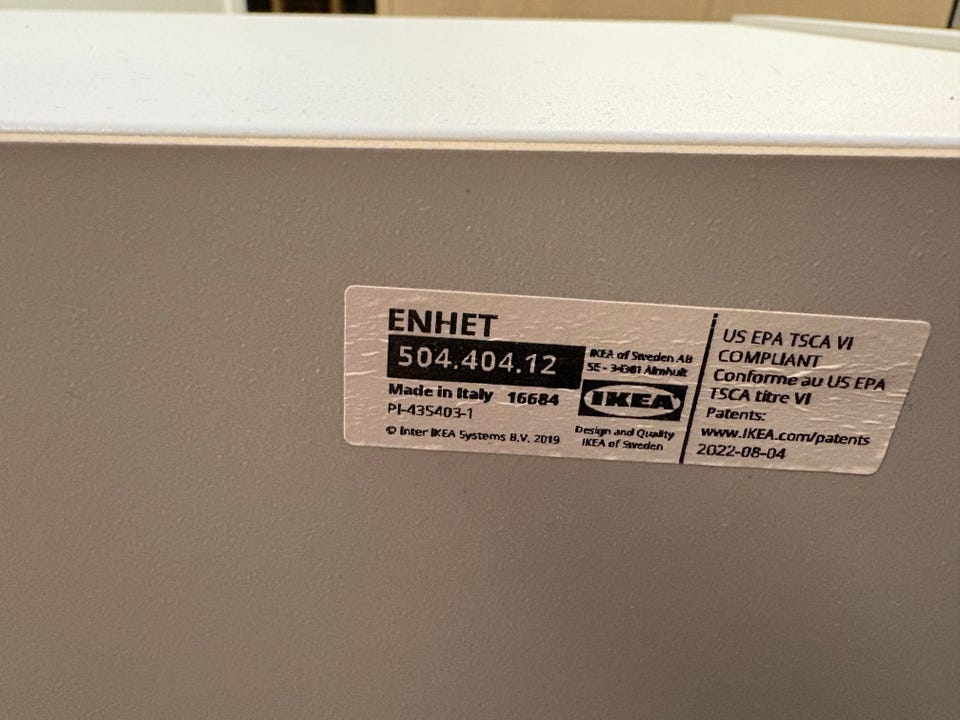 ENHET
504.404.12
Made in Italy 16684
PI-435403-1
© Inter IKEA Systems B.V. 2019
IKEA of Sweden AB
SE - 34381 Älmhult
IKEA
Design and Quality
IKEA of Sweden
US EPA TSCA VI
COMPLIANT
Conforme au US EPA
TSCA titre VI
Patents:
www.IKEA.com/patents
2022-08-04